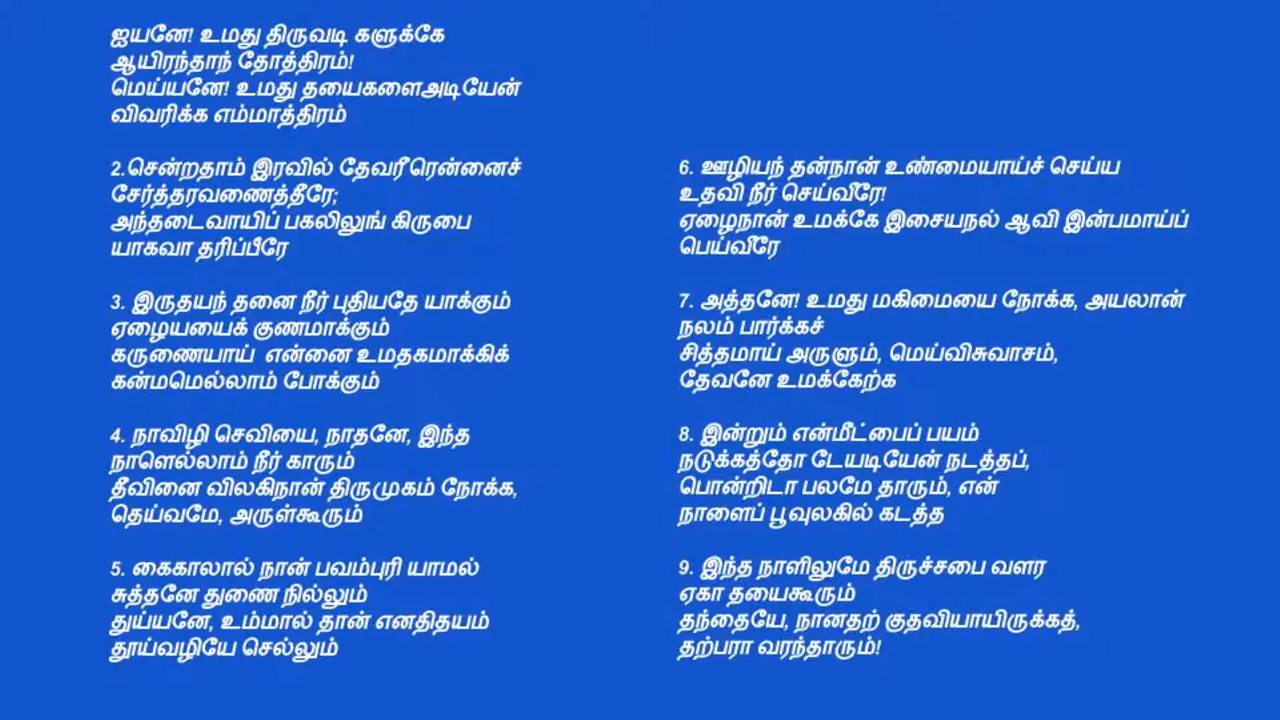 ஐயனே! உமது திருவடி களுக்கே
ஆயிரந்தாந் தோத்திரம்!
மெய்யனே! உமது தயைகளைஅடியேன்
விவரிக்க எம்மாத்திரம்
2.சென்றதாம் இரவில் தேவரீரென்னைச்
சேர்த்தரவணைத்தீரே;
அந்தடைவாயிப் பகலிலுங் கிருபை
யாகவா தரிப்பீரே
3. இருதயந் தனை நீர் புதியதே யாக்கும்
ஏழையயைக் குணமாக்கும்
கருணையாய் என்னை உமதகமாக்கிக்
கன்மமெல்லாம் போக்கும்
4. நாவிழி செவியை, நாதனே, இந்த
நாளெல்லாம் நீர் காரும்
தீவினை விலகிநான் திருமுகம் நோக்க,
தெய்வமே, அருள்கூரும்
5. கைகாலால் நான் பவம்புரி யாமல்
சுத்தனே துணை நில்லும்
துய்யனே, உம்மால் தான் எனதிதயம்
தூய்வழியே செல்லும்
6. ஊழியந் தன்நான் உண்மையாய்ச் செய்ய
உதவி நீர் செய்வீரே!
ஏழைநான் உமக்கே இசையநல் ஆவி இன்பமாய்ப்
பெய்வீரே
7. அத்தனே! உமது மகிமையை நோக்க, அயலான்
நலம் பார்க்கச்
சித்தமாய் அருளும், மெய்விசுவாசம்,
தேவனே உமக்கேற்க
8. இன்றும் என்மீட்பைப் பயம்
நடுக்கத்தோ டேயடியேன் நடத்தப்,
பொன்றிடா பலமே தாரும், என்
நாளைப் பூவுலகில் கடத்த
9. இந்த நாளிலுமே திருச்சபை வளர
ஏகா தயைகூரும்
தந்தையே, நானதற் குதவியாயிருக்கத்,
தற்பரா வரந்தாரும்!